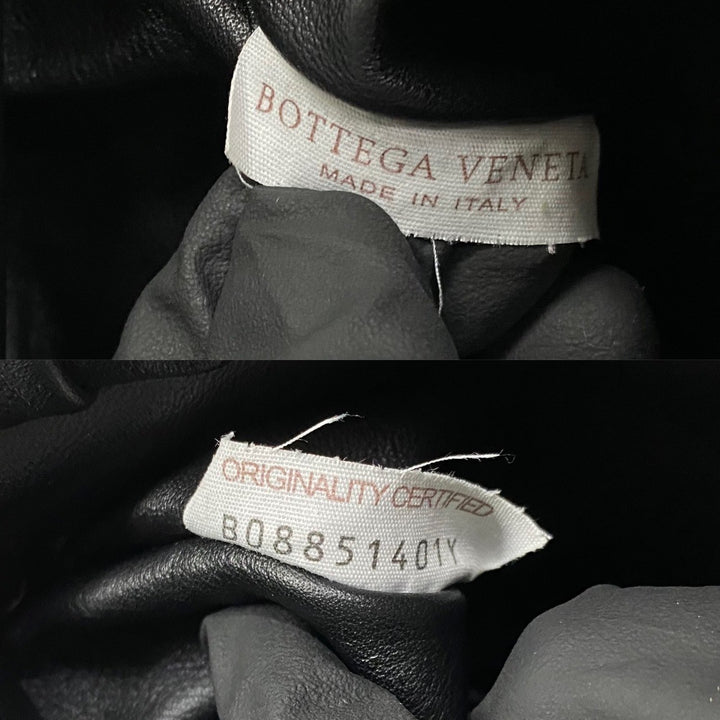 BOTTEGA VENETA
MADE IN ITALY
ORIGINALITY CERTIFIED
B08851401Y